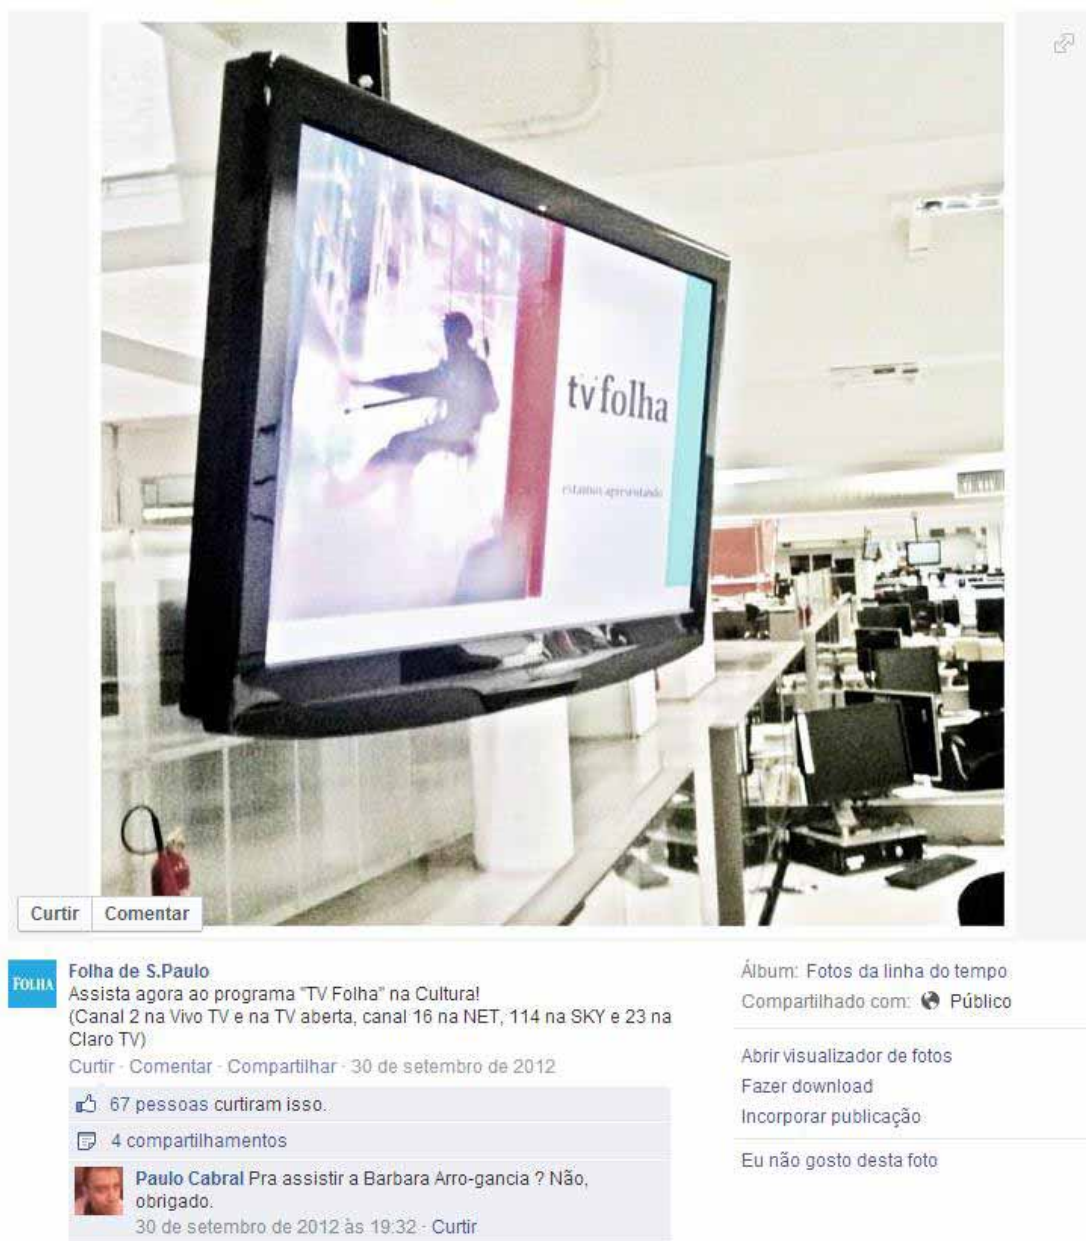 tv folha
estamos apresentando
Curtir Comentar
FOLHA
Folha de S.Paulo
Assista agora ao programa "TV Folha" na Cultura!
(Canal 2 na Vivo TV e na TV aberta, canal 16 na NET, 114 na SKY e 23 na
Claro TV)
Curtir · Comentar · Compartilhar · 30 de setembro de 2012
67 pessoas curtiram isso.
4 compartilhamentos
Paulo Cabral Pra assistir a Barbara Arro-gancia ? Não,
obrigado.
30 de setembro de 2012 às 19:32 · Curtir
Álbum: Fotos da linha do tempo
Compartilhado com: Público
Abrir visualizador de fotos
Fazer download
Incorporar publicação
Eu não gosto desta foto